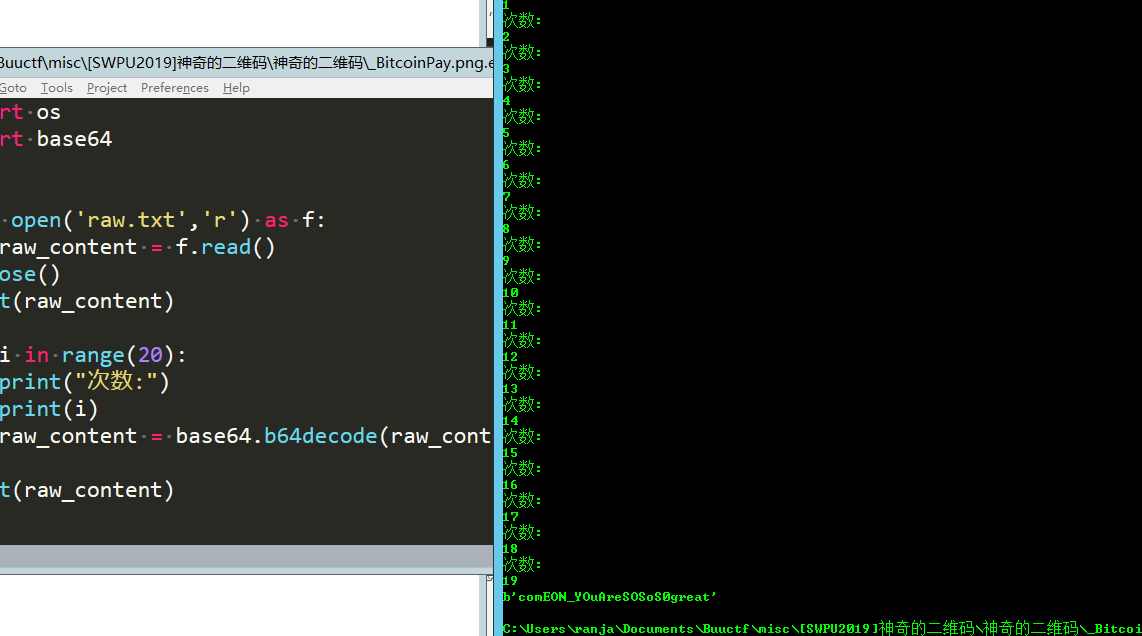 Buuctf\misc\[SWPU2019]神奇的二维码\神奇的二维码\_BitcoinPay.png.e
Goto Tools Project Preferences Help
rt os
rt base64
open('raw.txt','r') as f:
raw_content = f.read()
ose()
t(raw_content)
i in range(20):
print("次数:")
print(i)
raw_content = base64.b64decode(raw_cont
t(raw_content)
1
次数:
2
次数:
3
次数:
4
次数:
5
次数:
6
次数:
7
次数:
8
次数:
9
次数:
10
次数:
11
次数:
12
次数:
13
次数:
14
次数:
15
次数:
16
次数:
17
次数:
18
次数:
19
b'comEON_YOuAreSOSoS0great'
C:\Users\ranja\Documents\Buuctf\misc\[SWPU2019]神奇的二维码\神奇的二维码\_Bitcoi